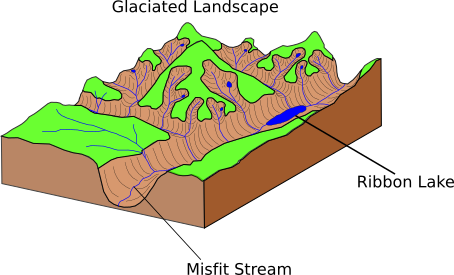 Glaciated Landscape
Ribbon Lake
Misfit Stream